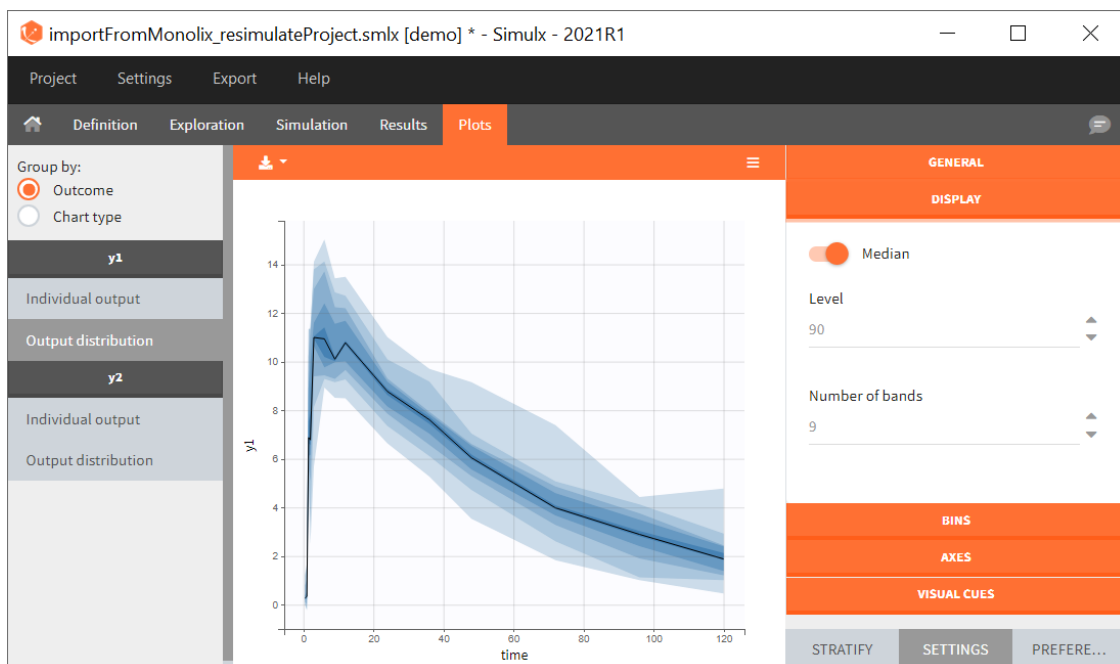 importFromMonolix_resimulateProject.smlx [demo] * - Simulx - 2021R1
Project Settings Export Help
Definition Exploration Simulation Results Plots
Group by:
Outcome
Chart type
y1
Individual output
Output distribution
y2
Individual output
Output distribution
14
12
10
8
6
4
2
0
y1
0 20 40 60 80 100 120
time
GENERAL
DISPLAY
Median
Level
90
Number of bands
9
BINS
AXES
VISUAL CUES
STRATIFY SETTINGS PREFERE...